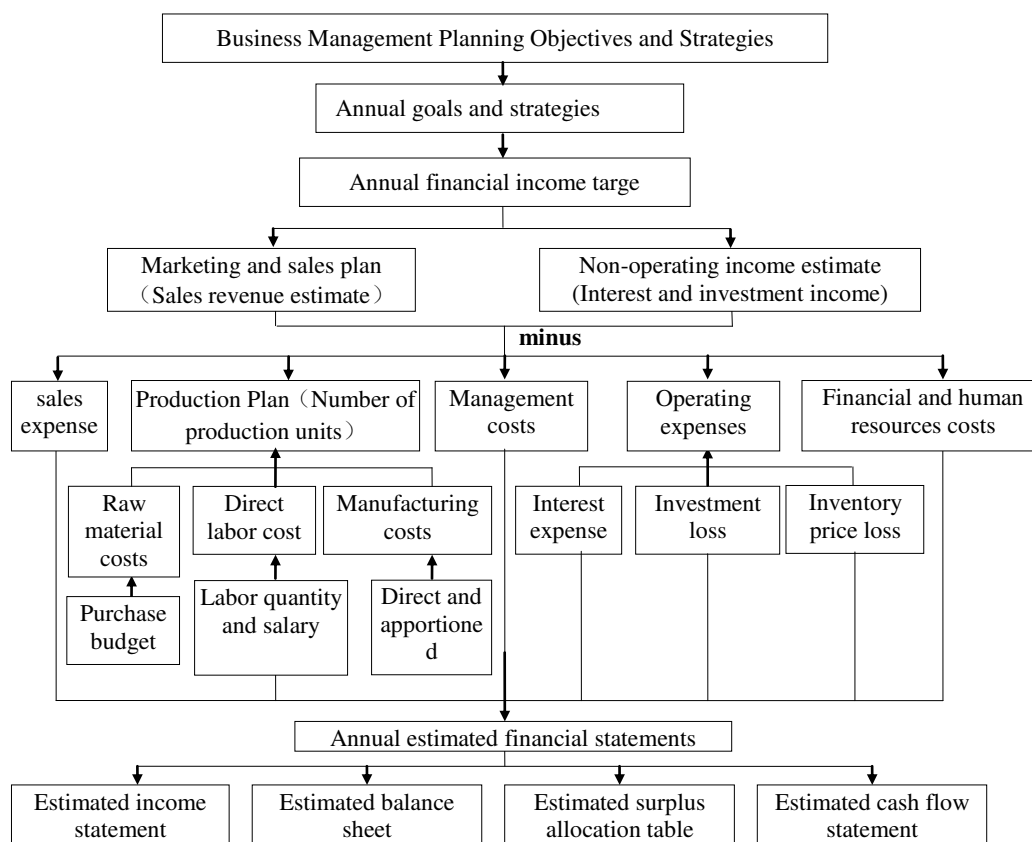 Business Management Planning Objectives and Strategies
Annual goals and strategies
Annual financial income targe
Marketing and sales plan
（Sales revenue estimate）
Non-operating income estimate
(Interest and investment income)
minus
sales
expense
Production Plan（Number of
production units）
Management
costs
Operating
expenses
Financial and human
resources costs
Raw
material
costs
Direct
labor cost
Manufacturing
costs
Interest
expense
Investment
loss
Inventory
price loss
Purchase
budget
Labor quantity
and salary
Direct and
apportione
d
Annual estimated financial statements
Estimated income
statement
Estimated balance
sheet
Estimated surplus
allocation table
Estimated cash flow
statement